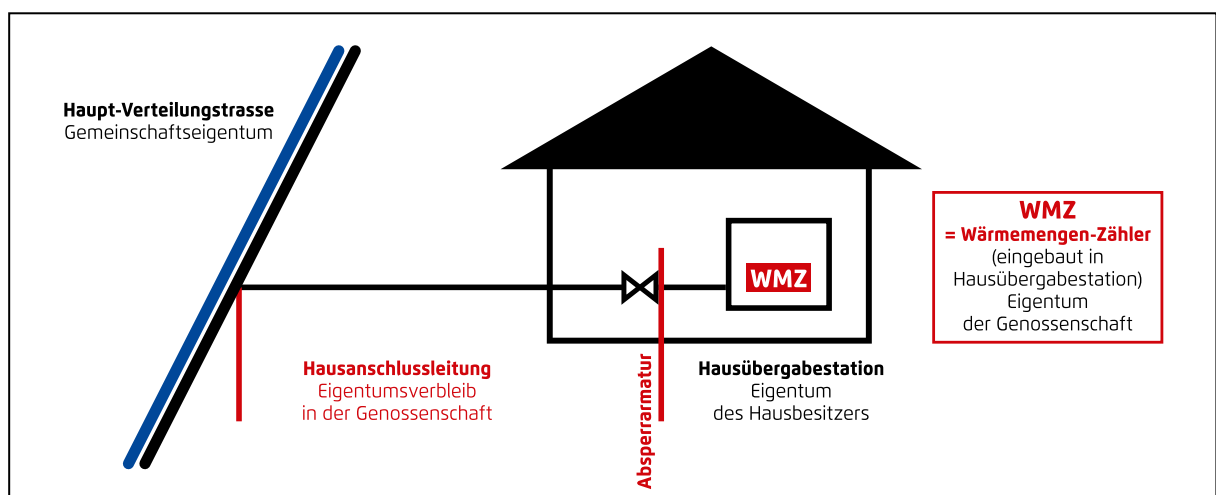 Haupt-Verteilungstrasse
Gemeinschaftseigentum
WMZ
WMZ
= Wärmemengen-Zähler
(eingebaut in
Hausübergabestation)
Eigentum
der Genossenschaft
Hausanschlussleitung
Eigentumsverbleib
in der Genossenschaft
Absperrarmatur
Hausübergabestation
Eigentum
des Hausbesitzers